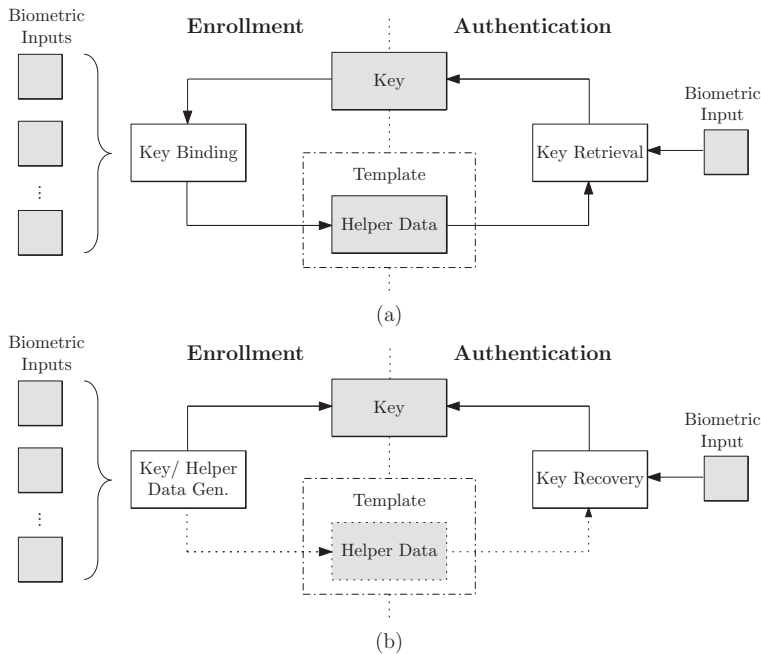 Biometric
Inputs
Enrollment
Authentication
Key
Biometric
Input
Key Binding
Key Retrieval
Template
Helper Data
(a)
Biometric
Inputs
Enrollment
Authentication
Key
Biometric
Input
Key/ Helper
Data Gen.
Key Recovery
Template
Helper Data
(b)